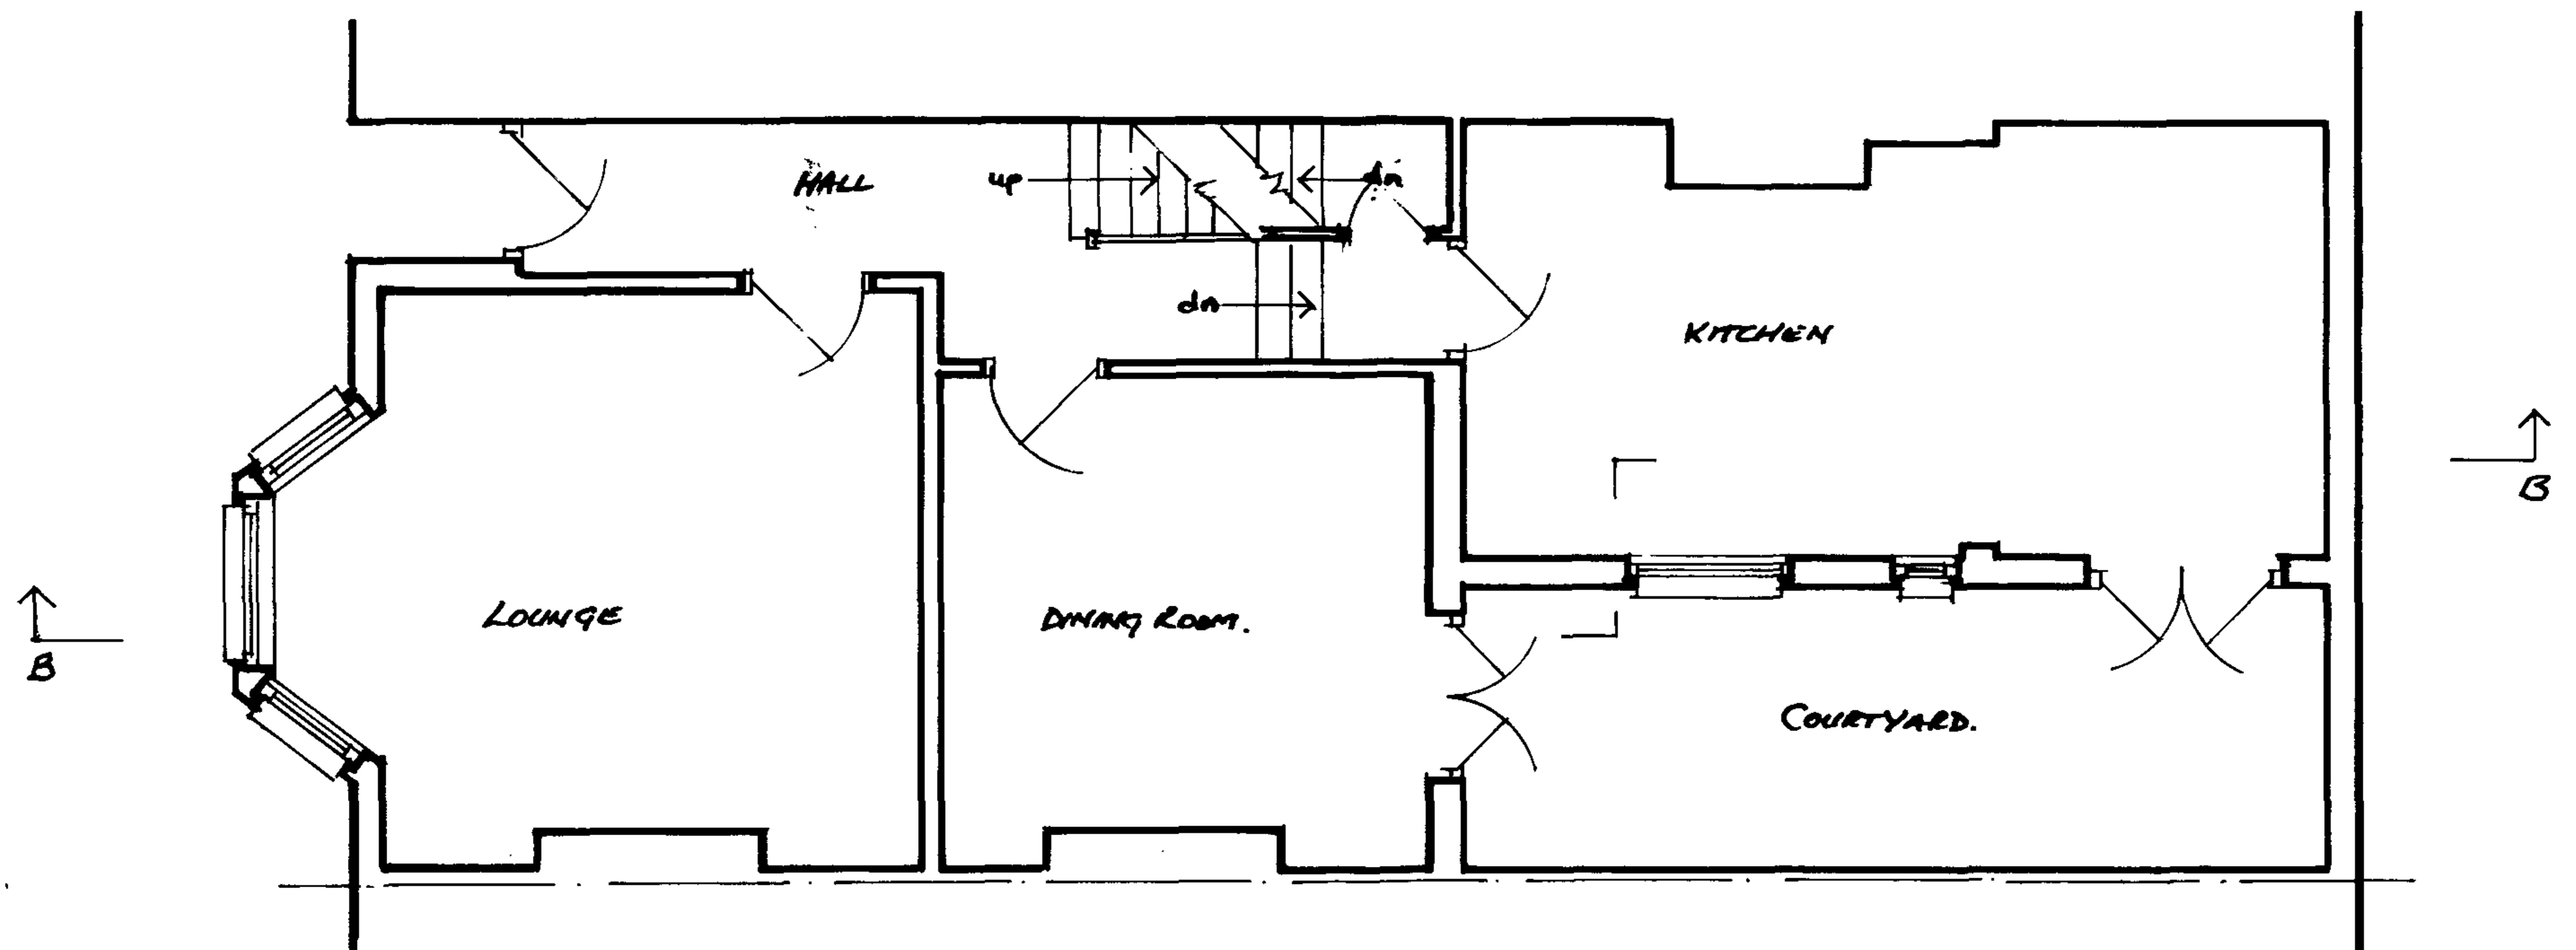 HALL
up
dn
dn
KITCHEN
B
LOUNGE
DINING ROOM.
B
COURTYARD.